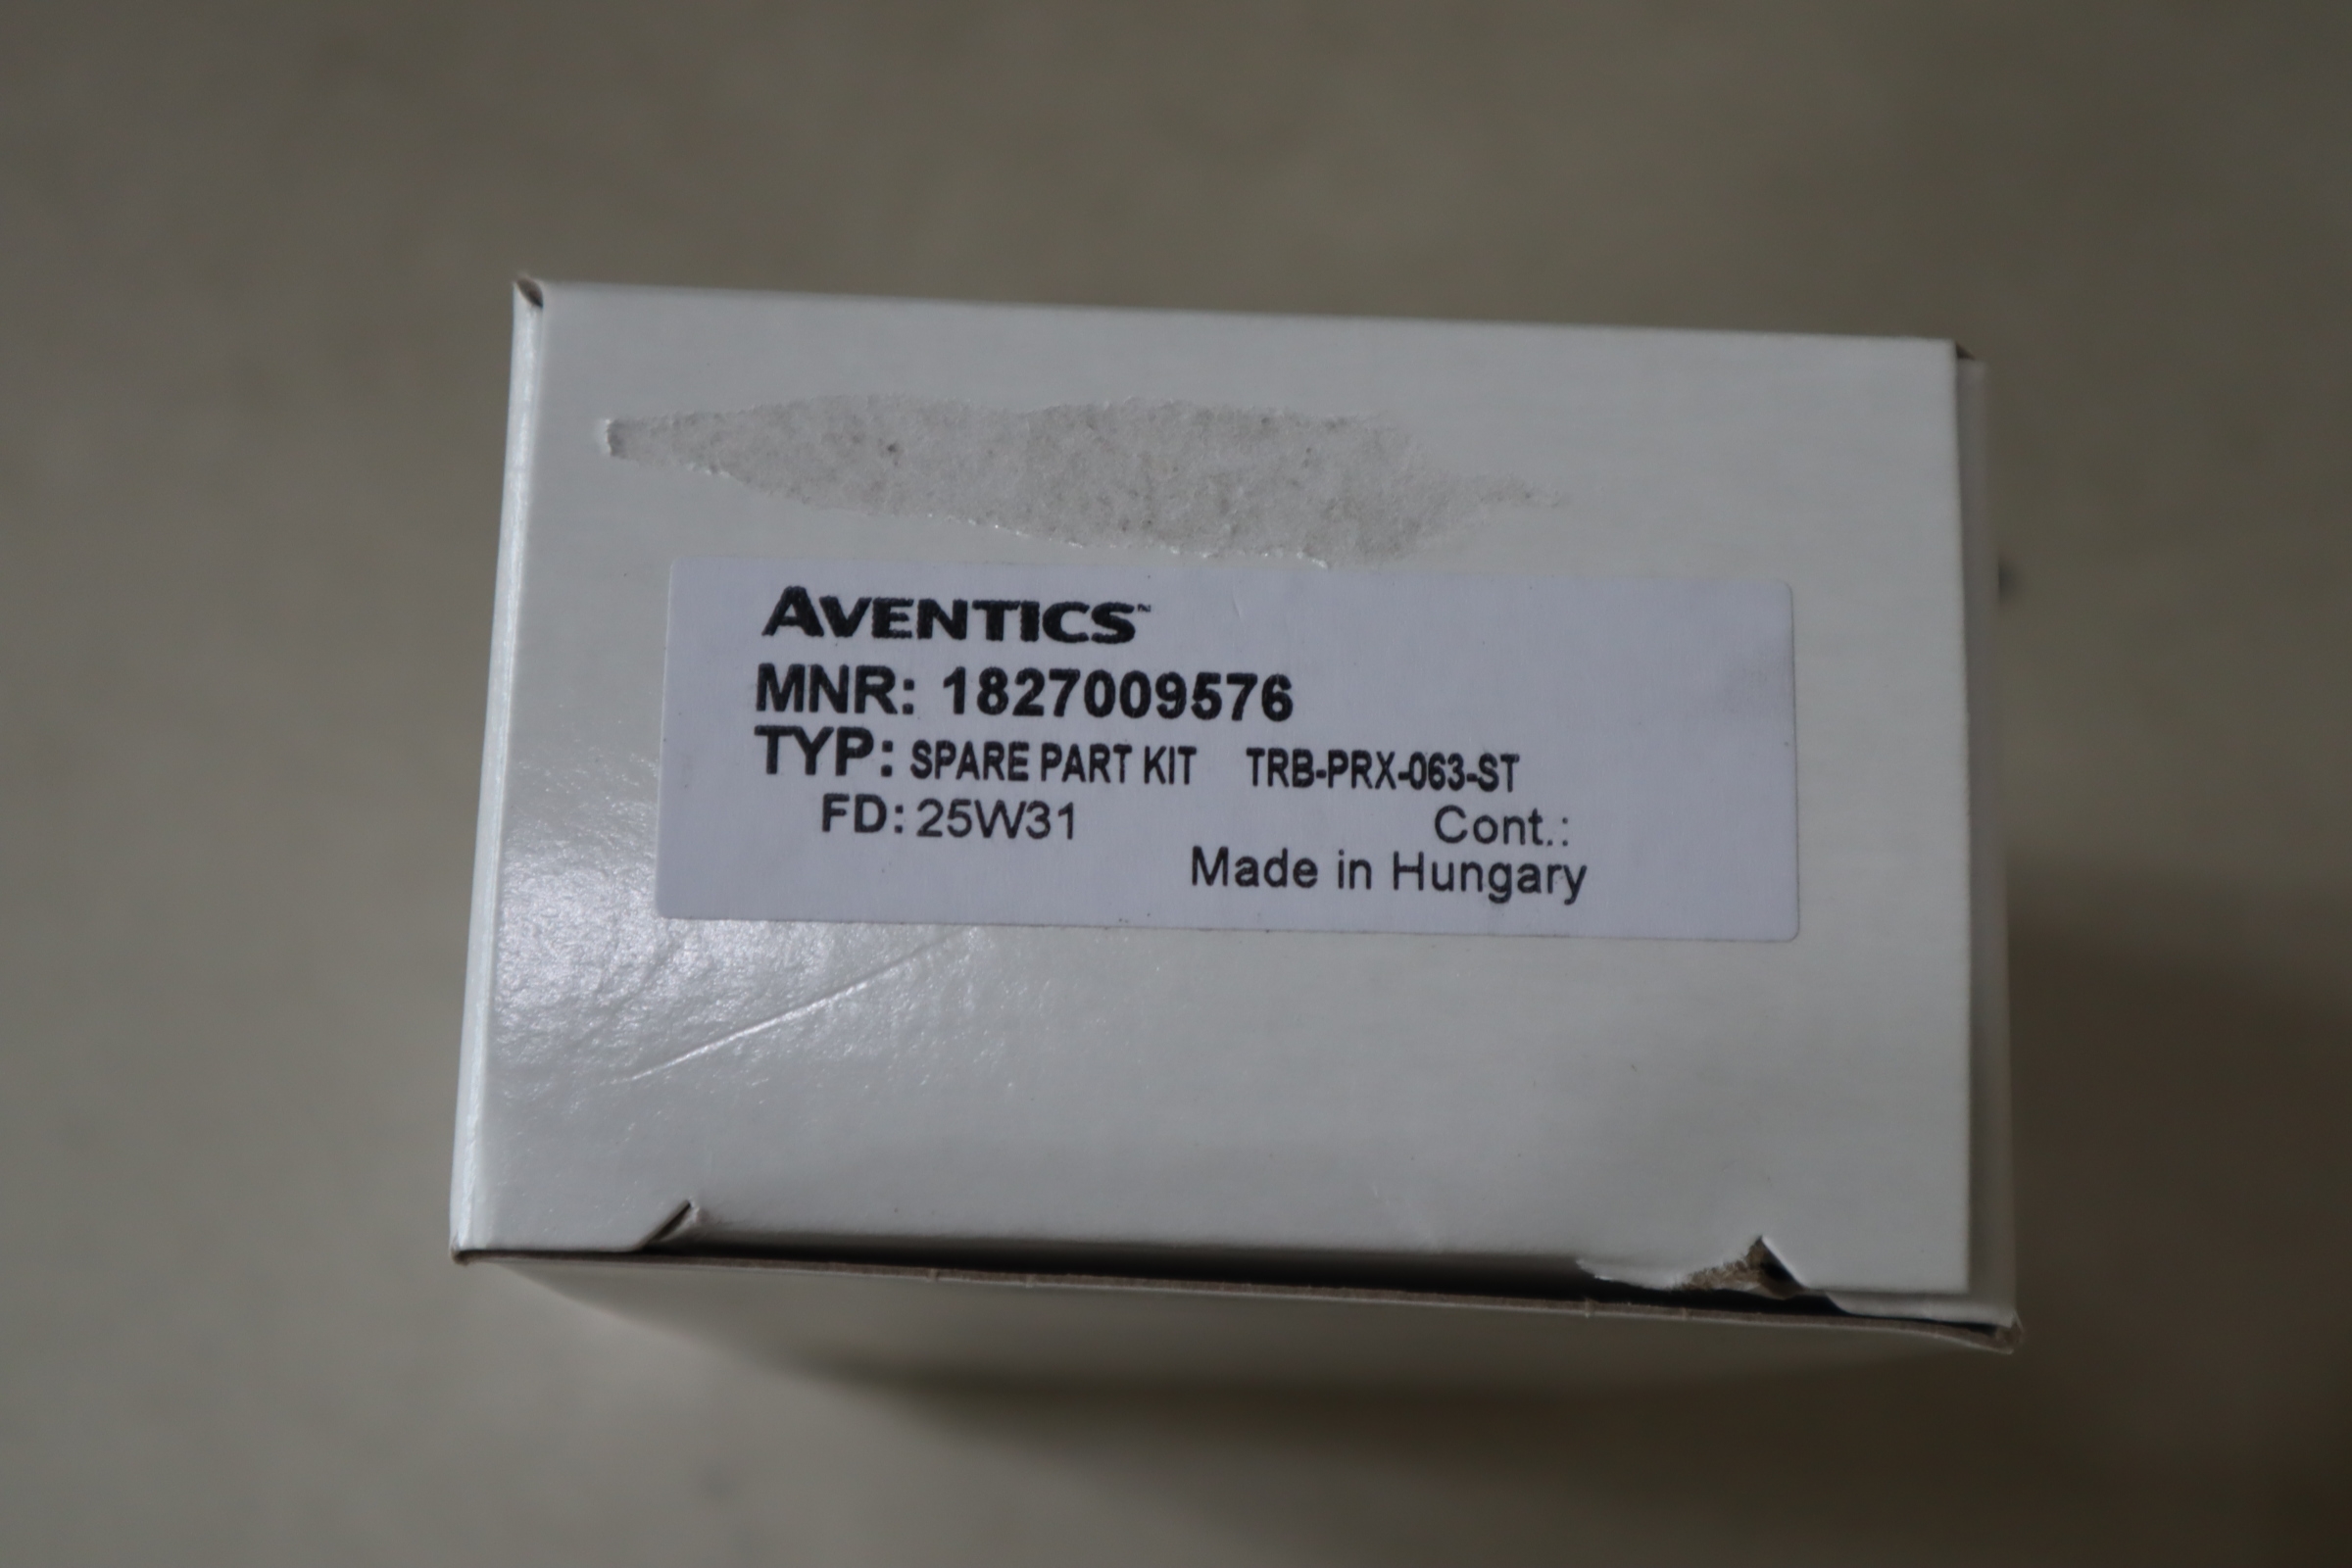 AVENTICS™
MNR: 1827009576
TYP: SPARE PART KIT TRB-PRX-063-ST
FD: 25W31 Cont.:
Made in Hungary